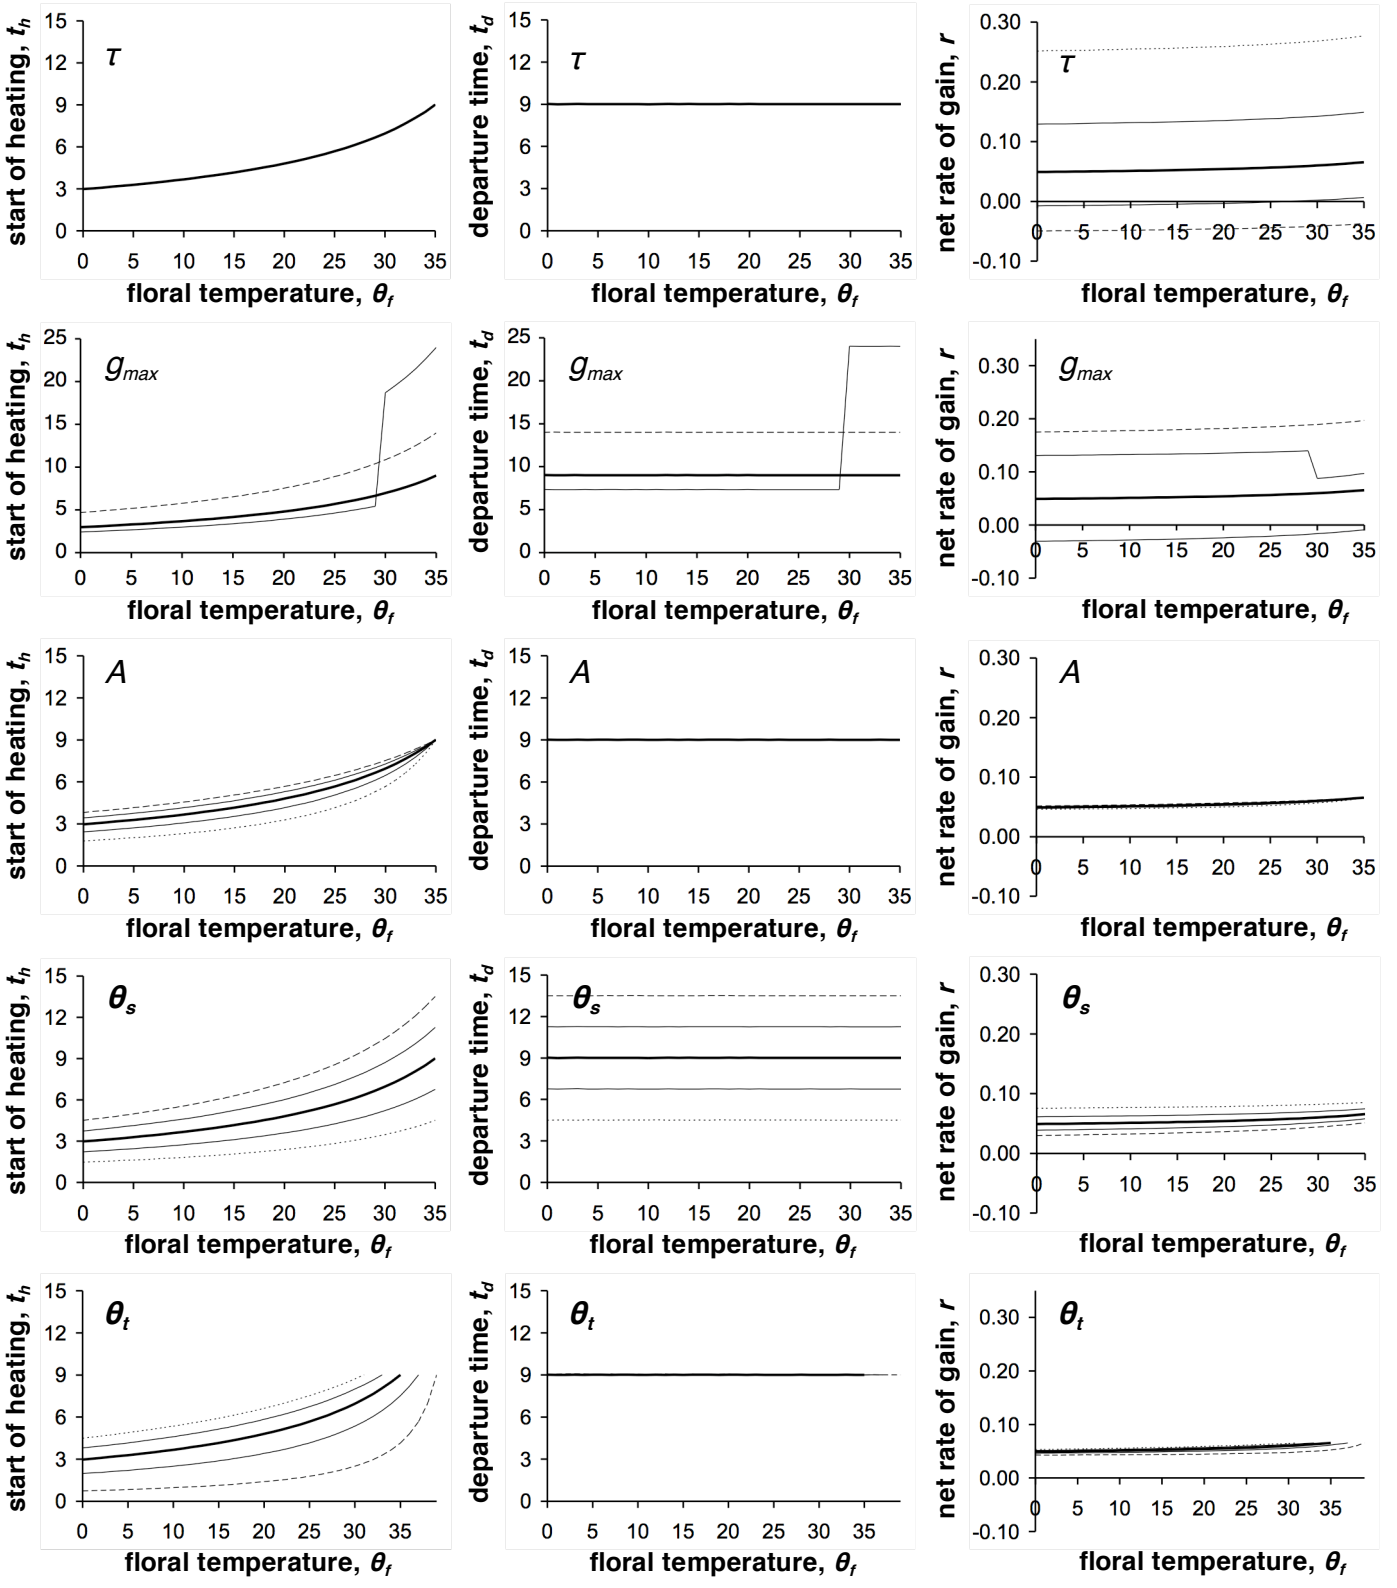 start of heating, t_h
15
12
9
6
3
0
τ
0 5 10 15 20 25 30 35
floral temperature, θ_f
departure time, t_d
15
12
9
6
3
0
τ
0 5 10 15 20 25 30 35
floral temperature, θ_f
net rate of gain, r
0.30
0.20
0.10
0.00
-0.10
τ
0 5 10 15 20 25 30 35
floral temperature, θ_f
start of heating, t_h
25
20
15
10
5
0
g_max
0 5 10 15 20 25 30 35
floral temperature, θ_f
departure time, t_d
25
20
15
10
5
0
g_max
0 5 10 15 20 25 30 35
floral temperature, θ_f
net rate of gain, r
0.30
0.20
0.10
0.00
-0.10
g_max
0 5 10 15 20 25 30 35
floral temperature, θ_f
start of heating, t_h
15
12
9
6
3
0
A
0 5 10 15 20 25 30 35
floral temperature, θ_f
departure time, t_d
15
12
9
6
3
0
A
0 5 10 15 20 25 30 35
floral temperature, θ_f
net rate of gain, r
0.30
0.20
0.10
0.00
-0.10
A
0 5 10 15 20 25 30 35
floral temperature, θ_f
start of heating, t_h
15
12
9
6
3
0
θ_s
0 5 10 15 20 25 30 35
floral temperature, θ_f
departure time, t_d
15
12
9
6
3
0
θ_s
0 5 10 15 20 25 30 35
floral temperature, θ_f
net rate of gain, r
0.30
0.20
0.10
0.00
-0.10
θ_s
0 5 10 15 20 25 30 35
floral temperature, θ_f
start of heating, t_h
15
12
9
6
3
0
θ_t
0 5 10 15 20 25 30 35
floral temperature, θ_f
departure time, t_d
15
12
9
6
3
0
θ_t
0 5 10 15 20 25 30 35
floral temperature, θ_f
net rate of gain, r
0.30
0.20
0.10
0.00
-0.10
θ_t
0 5 10 15 20 25 30 35
floral temperature, θ_f